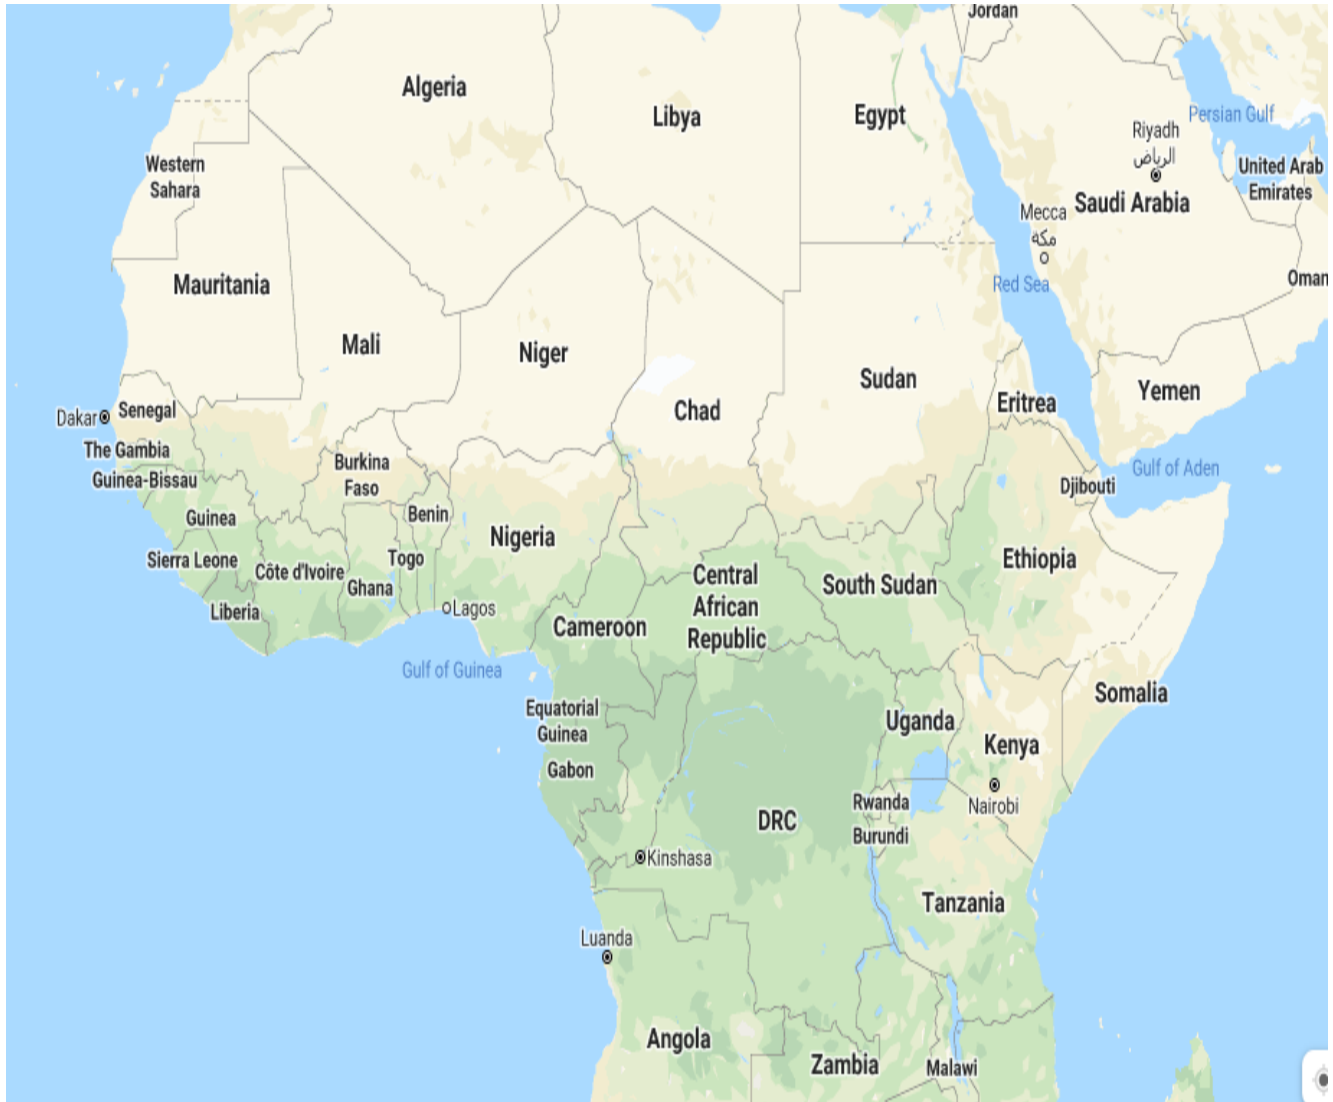 Jordan
Algeria
Libya
Egypt
Persian Gulf
Riyadh
الرياض
Western
Sahara
United Arab
Emirates
Saudi Arabia
Mecca
مكة
Mauritania
Red Sea
Oman
Mali
Niger
Sudan
Chad
Eritrea
Yemen
Dakar
Senegal
The Gambia
Guinea-Bissau
Burkina
Faso
Gulf of Aden
Djibouti
Guinea
Benin
Nigeria
Sierra Leone
Côte d'Ivoire
Togo
Ghana
Ethiopia
Central
African
Republic
South Sudan
Liberia
Lagos
Cameroon
Gulf of Guinea
Somalia
Equatorial
Guinea
Uganda
Kenya
Gabon
Rwanda
Nairobi
DRC
Burundi
Kinshasa
Tanzania
Luanda
Angola
Zambia
Malawi